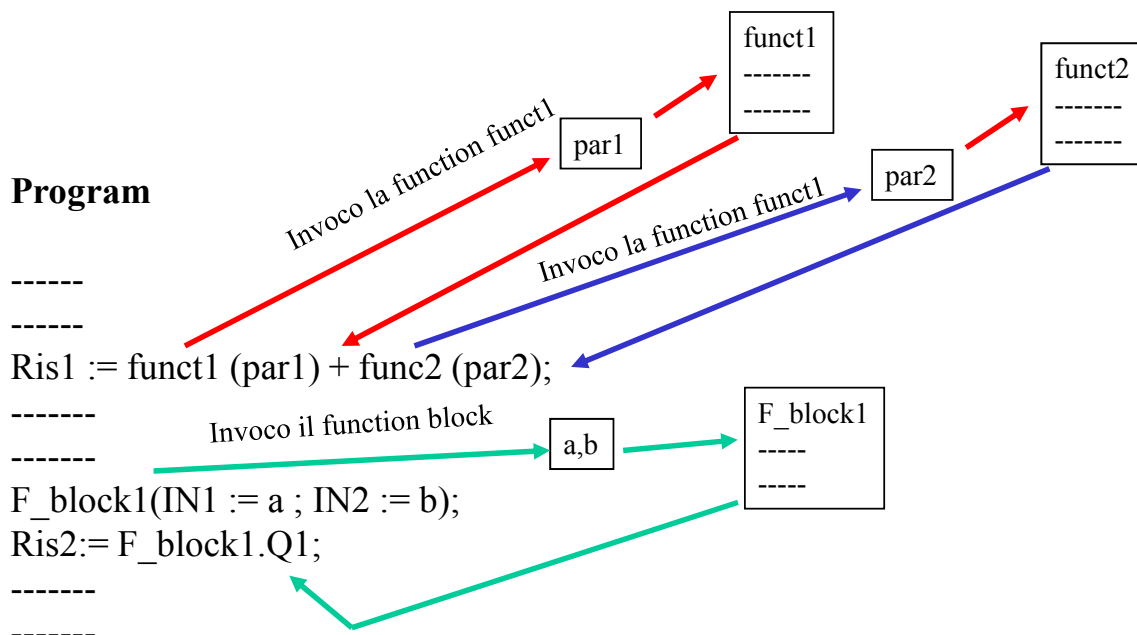 funct1
-------
-------
funct2
-------
-------
Invoco la function funct1
par1
par2
Program
Invoco la function funct1
------
------
Ris1 := funct1 (par1) + func2 (par2);
-------
-------
Invoco il function block
a,b
F_block1
-----
-----
F_block1(IN1 := a ; IN2 := b);
Ris2:= F_block1.Q1;
-------
-------